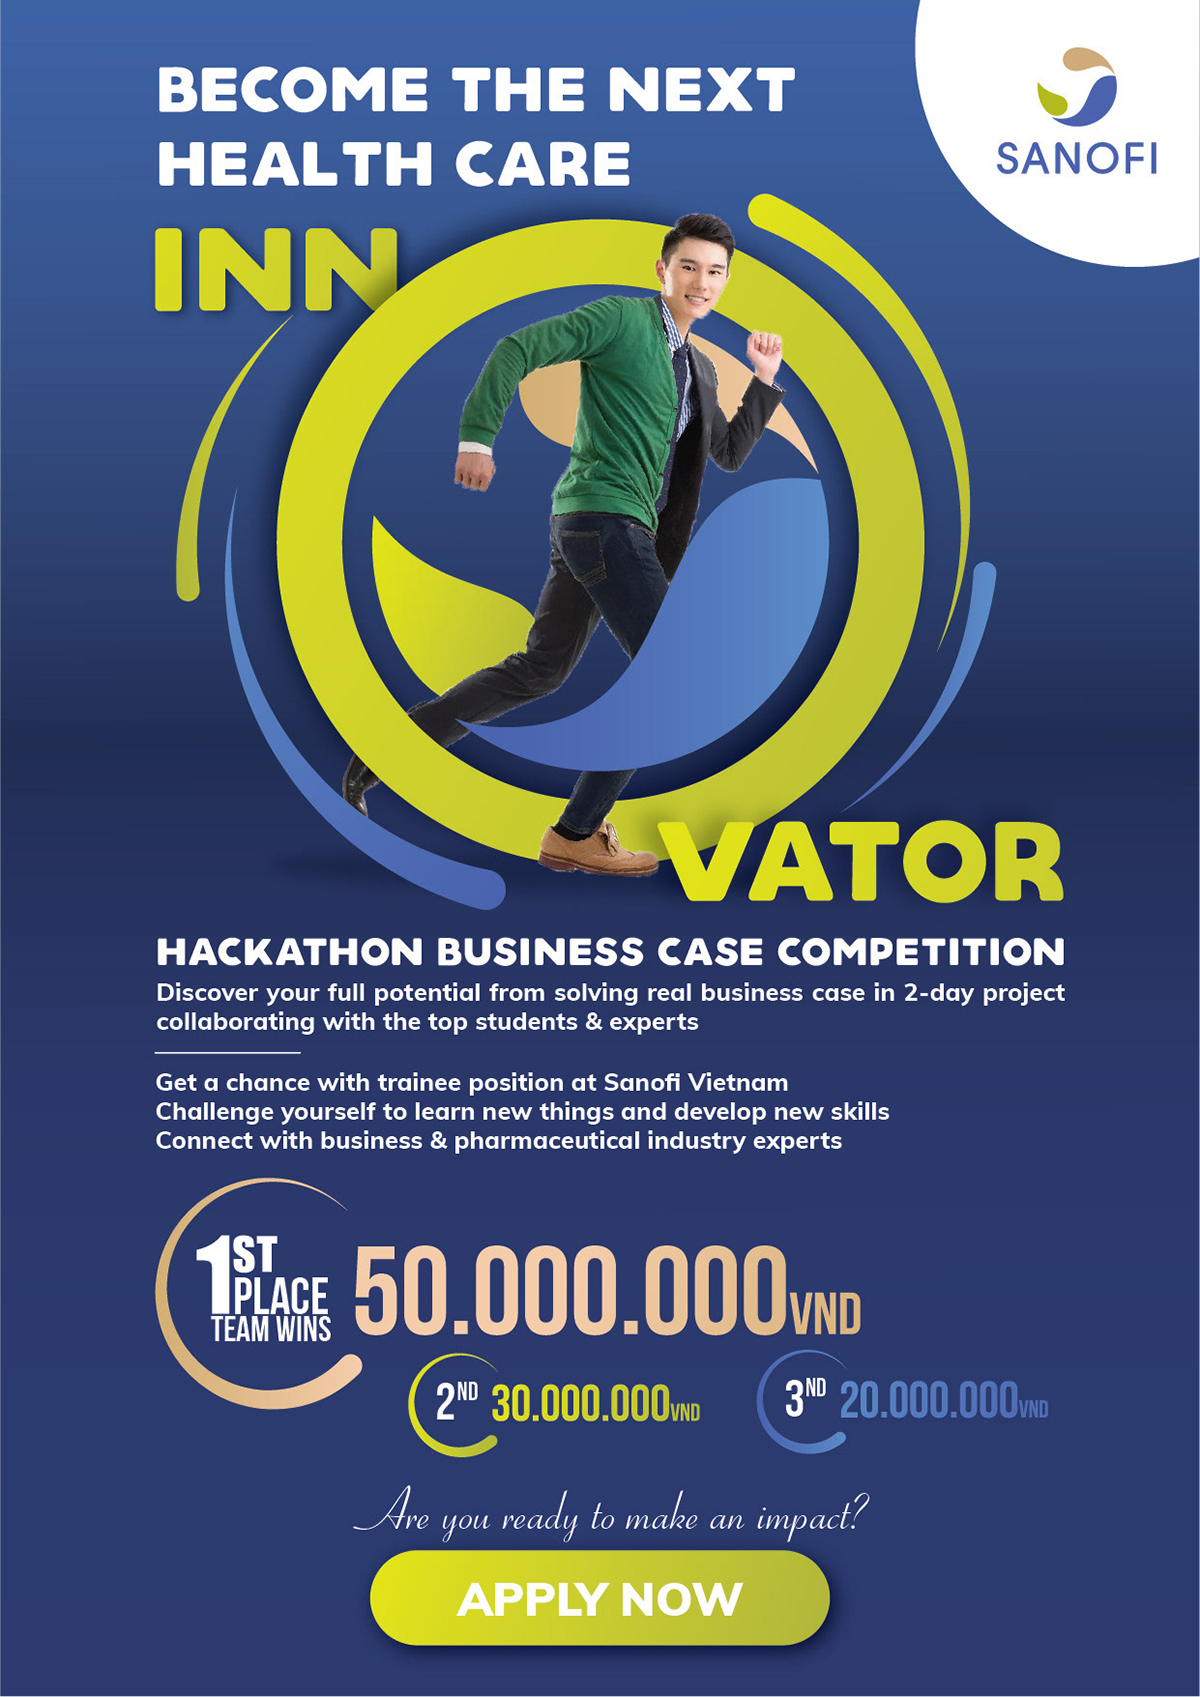 SANOFI
BECOME THE NEXT
HEALTH CARE
INN
VATOR
HACKATHON BUSINESS CASE COMPETITION
Discover your full potential from solving real business case in 2-day project
collaborating with the top students & experts
Get a chance with trainee position at Sanofi Vietnam
Challenge yourself to learn new things and develop new skills
Connect with business & pharmaceutical industry experts
1ST
PLACE
TEAM WINS
50.000.000VND
2ND 30.000.000VND
3ND 20.000.000VND
Are you ready to make an impact?
APPLY NOW